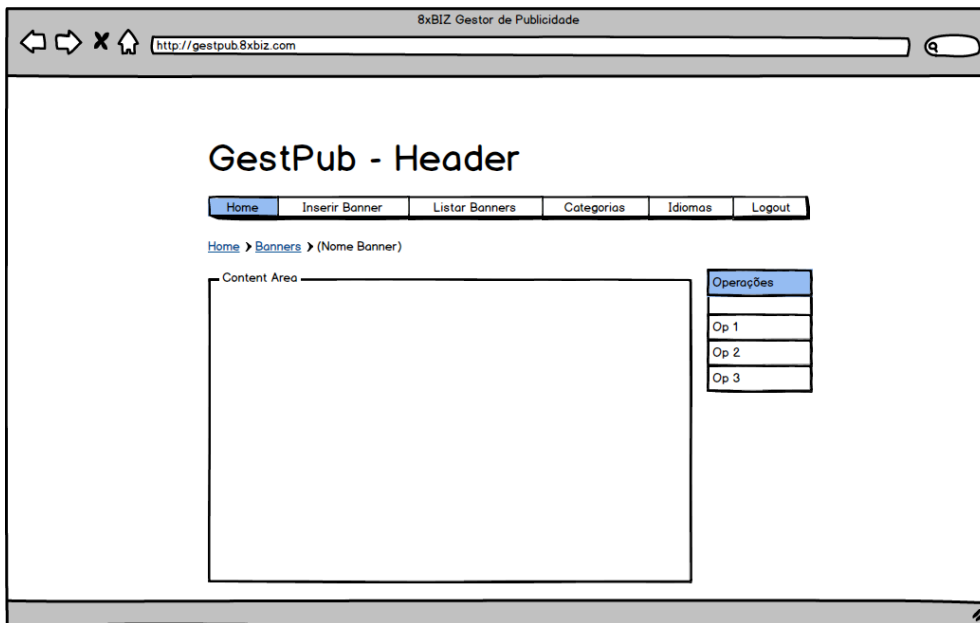 8xBIZ Gestor de Publicidade
http://gestpub.8xbiz.com
GestPub - Header
Home Inserir Banner Listar Banners Categorias Idiomas Logout
Home > Banners > (Nome Banner)
Content Area
Operações
Op 1
Op 2
Op 3